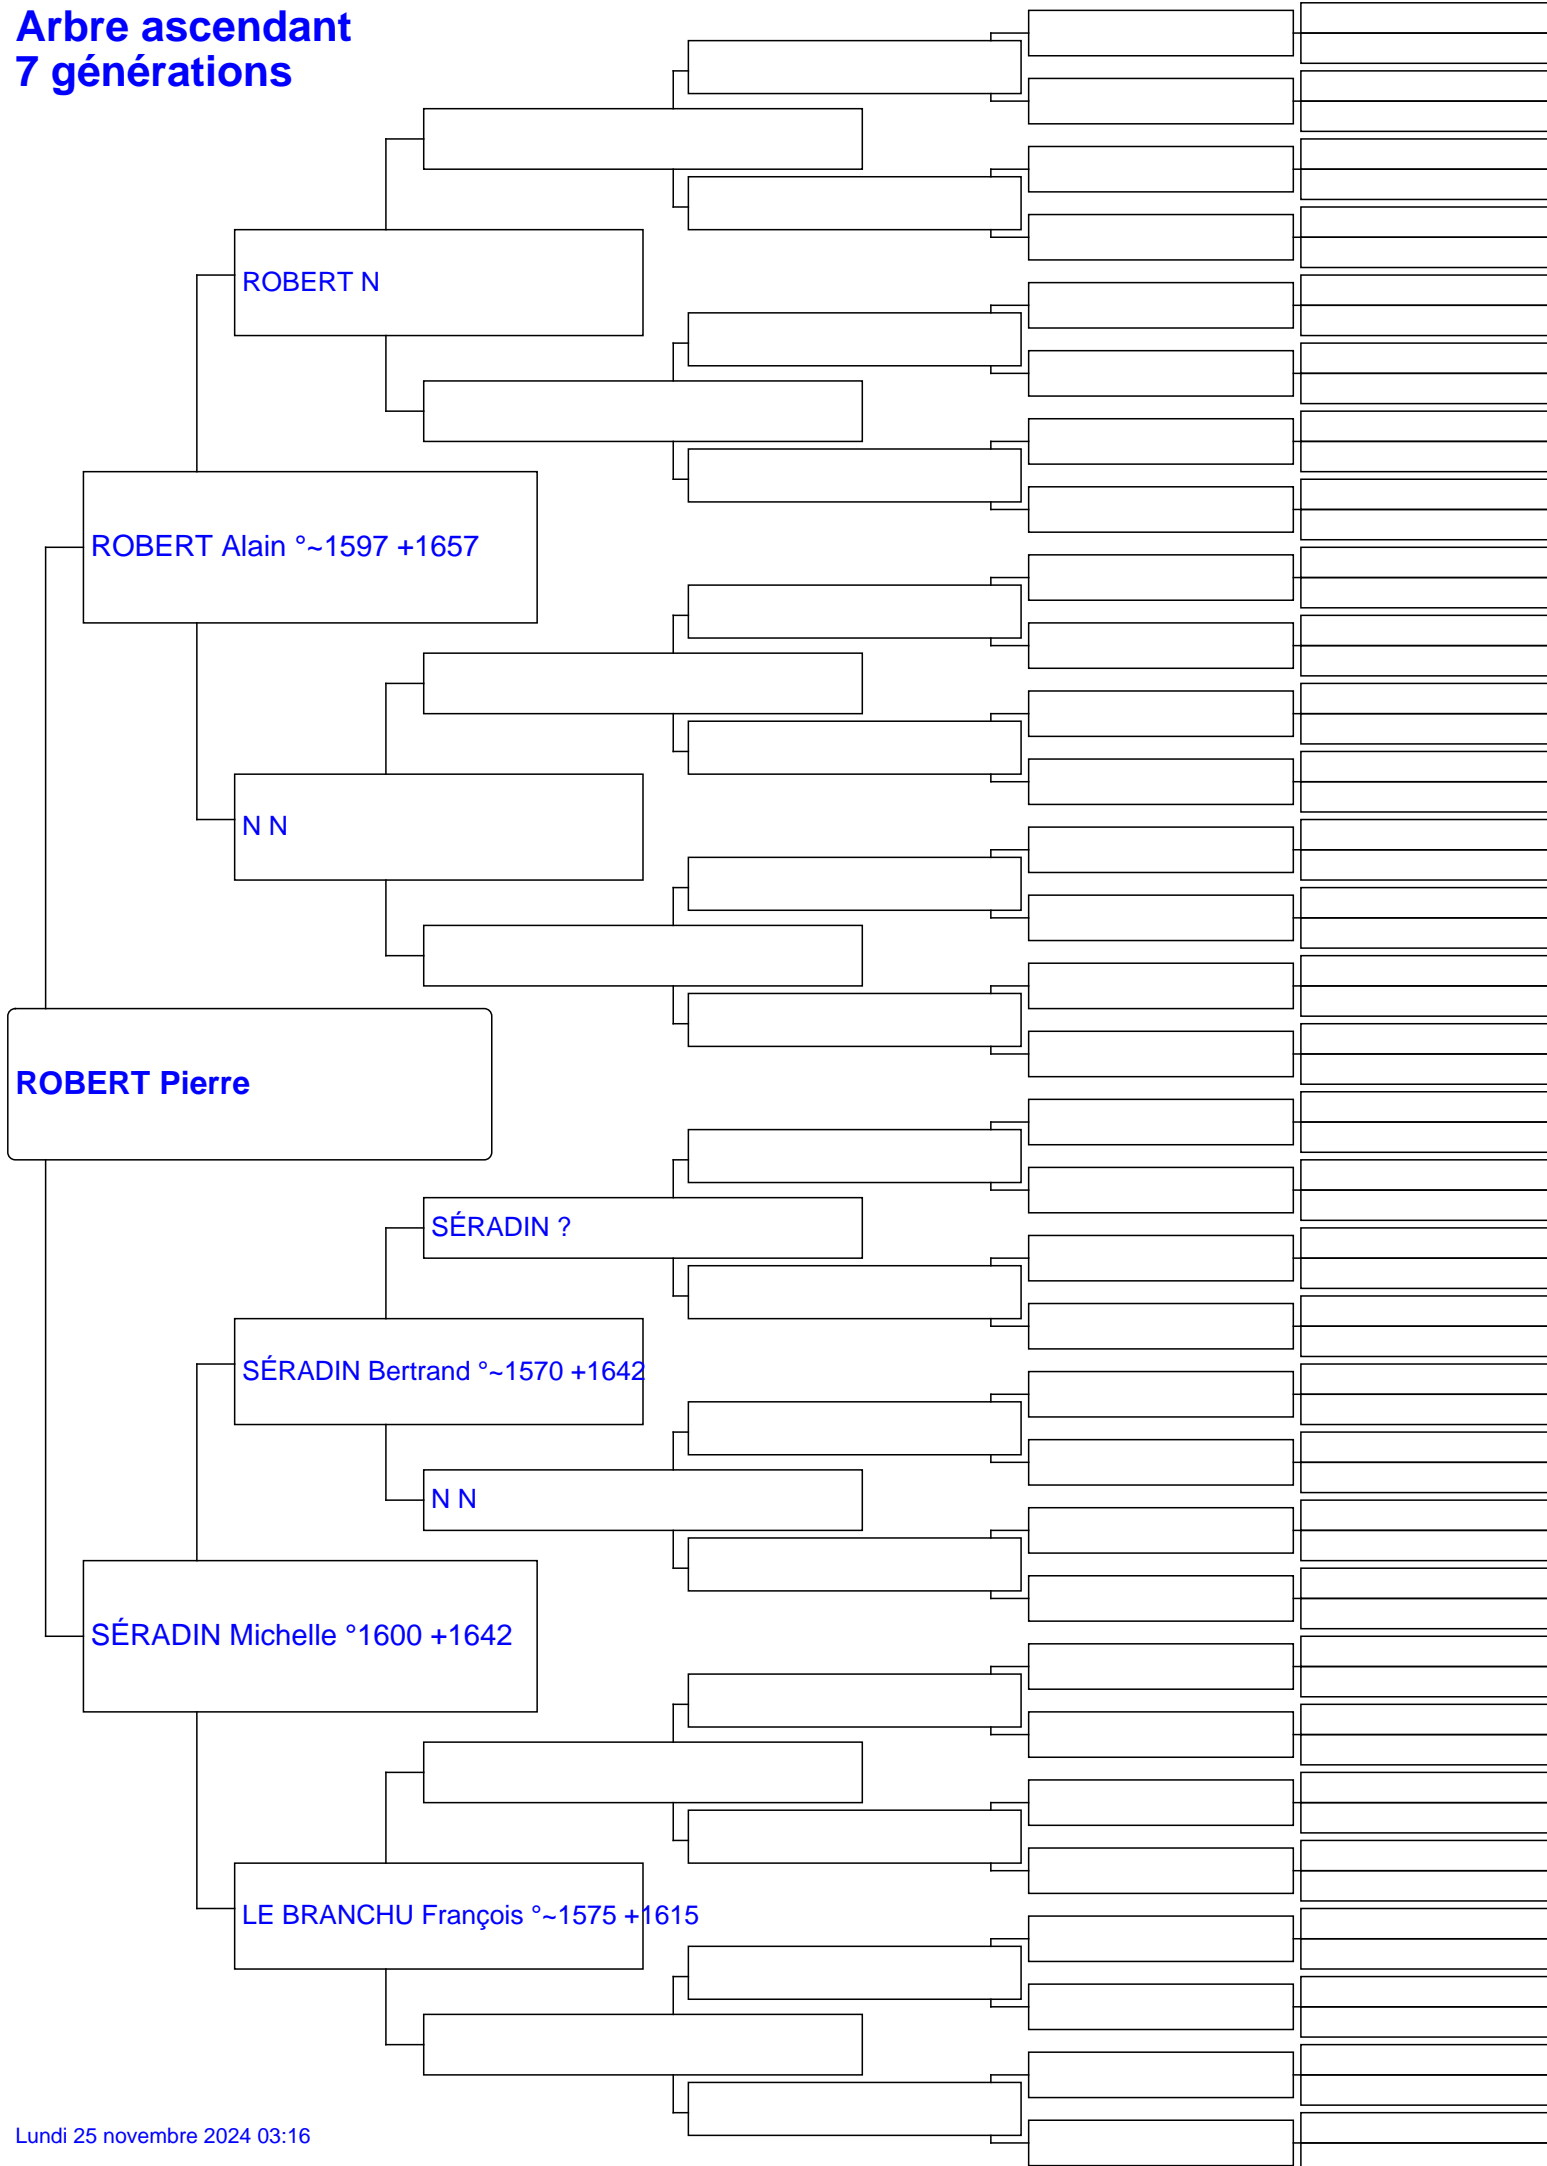 Arbre ascendant
7 générations
ROBERT N
ROBERT Alain °~1597 +1657
N N
ROBERT Pierre
SÉRADIN ?
SÉRADIN Bertrand °~1570 +1642
N N
SÉRADIN Michelle °1600 +1642
LE BRANCHU François °~1575 +1615
Lundi 25 novembre 2024 03:16